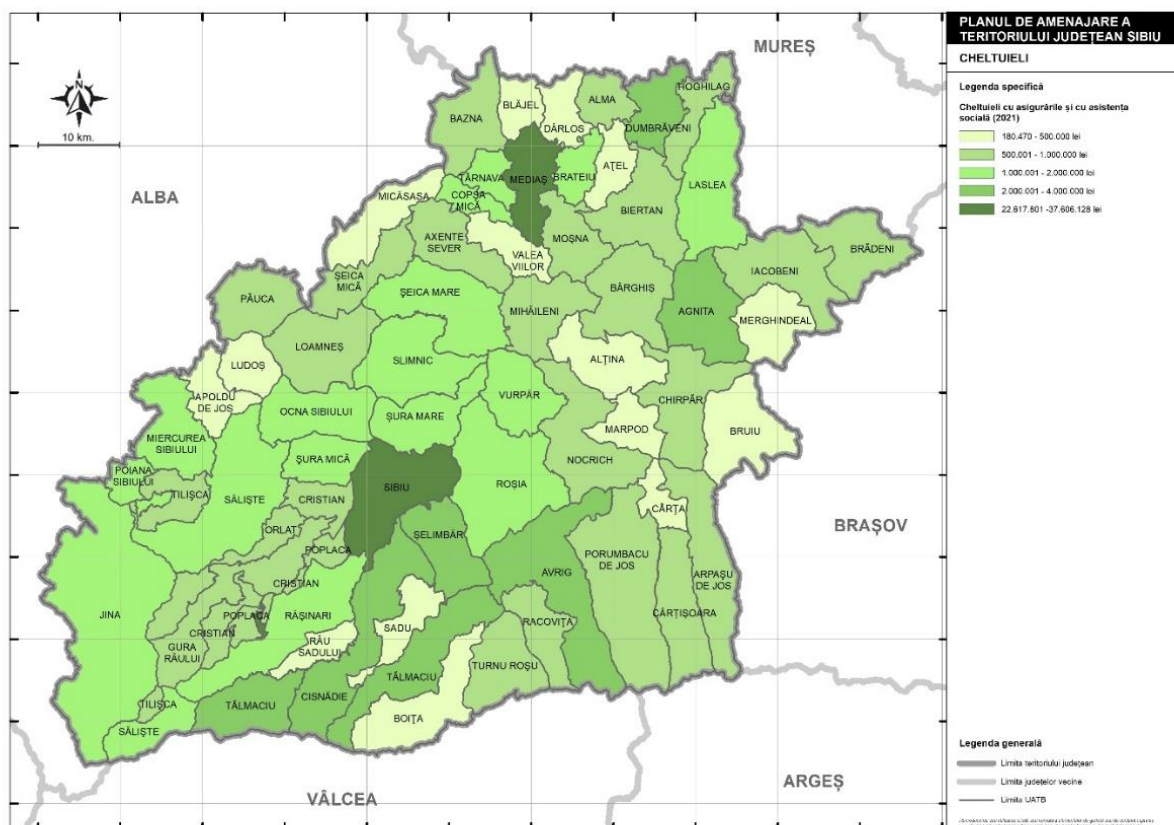 PLANUL DE AMENAJARE A
TERITORIULUI JUDEȚEAN SIBIU
CHELTUIELI
Legenda specifică
Cheltuieli cu asigurările și cu asistența
socială (2021)
180.470 - 500.000 lei
500.001 - 1.000.000 lei
1.000.001 - 2.000.000 lei
2.000.001 - 4.000.000 lei
22.617.801 -37.606.128 lei
N
10 km.
MUREȘ
ALBA
BRAȘOV
ARGEȘ
VÂLCEA
HOGHILAG
BLĂJEL
ALMA
BAZNA
DÂRLOS
DUMBRĂVENI
AȚEL
TÂRNAVA
MEDIAȘ
BRATEIU
LASLEA
MICĂSASA
COPȘA
MICĂ
BIERTAN
AXENTE
SEVER
MOȘNA
VALEA
VIILOR
BRĂDENI
IACOBENI
ȘEICA
MICĂ
ȘEICA MARE
BÂRGHIȘ
PĂUCA
MIHĂILENI
AGNITA
MERGHINDEAL
LOAMNEȘ
SLIMNIC
ALȚINA
LUDOȘ
APOLDU
DE JOS
VURPĂR
CHIRPĂR
OCNA SIBIULUI
ȘURA MARE
MARPOD
BRUIU
MIERCUREA
SIBIULUI
ȘURA MICĂ
NOCRICH
POIANA
SIBIULUI
TILIȘCA
SĂLIȘTE
CRISTIAN
SIBIU
ROȘIA
CÂRȚA
ORLAT
ȘELIMBĂR
POPLACA
PORUMBACU
DE JOS
AVRIG
ARPAȘU
DE JOS
CRISTIAN
JINA
POPLACA
RĂȘINARI
CÂRȚIȘOARA
CRISTIAN
SADU
RACOVIȚA
GURA
RÂULUI
RÂU
SADULUI
TURNU ROȘU
TĂLMACIU
CISNĂDIE
TILIȘCA
TĂLMACIU
BOIȚA
SĂLIȘTE
Legenda generală
Limita teritoriului județean
Limita județelor vecine
Limita UATB